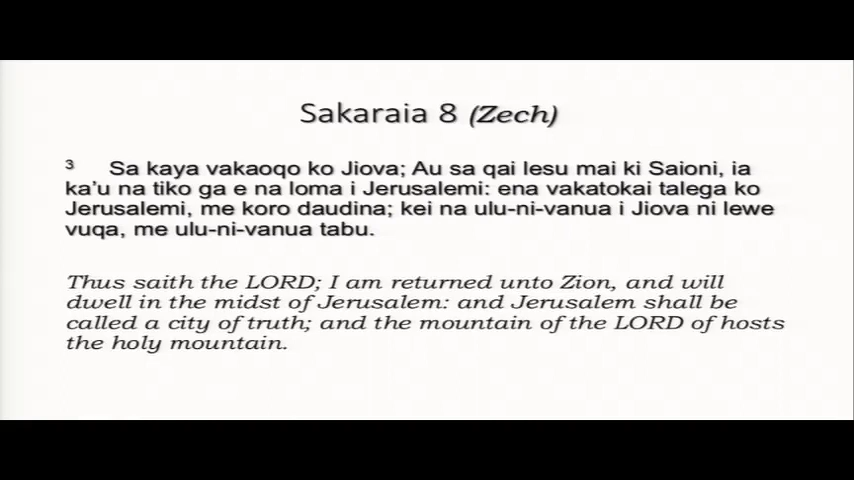 Sakaraia 8 (Zech)
3 Sa kaya vakaoqo ko Jiova; Au sa qai lesu mai ki Saioni, ia
ka’u na tiko ga e na loma i Jerusalemi: ena vakatokai talega ko
Jerusalemi, me koro daudina; kei na ulu-ni-vanua i Jiova ni lewe
vuqa, me ulu-ni-vanua tabu.
Thus saith the LORD; I am returned unto Zion, and will
dwell in the midst of Jerusalem: and Jerusalem shall be
called a city of truth; and the mountain of the LORD of hosts
the holy mountain.